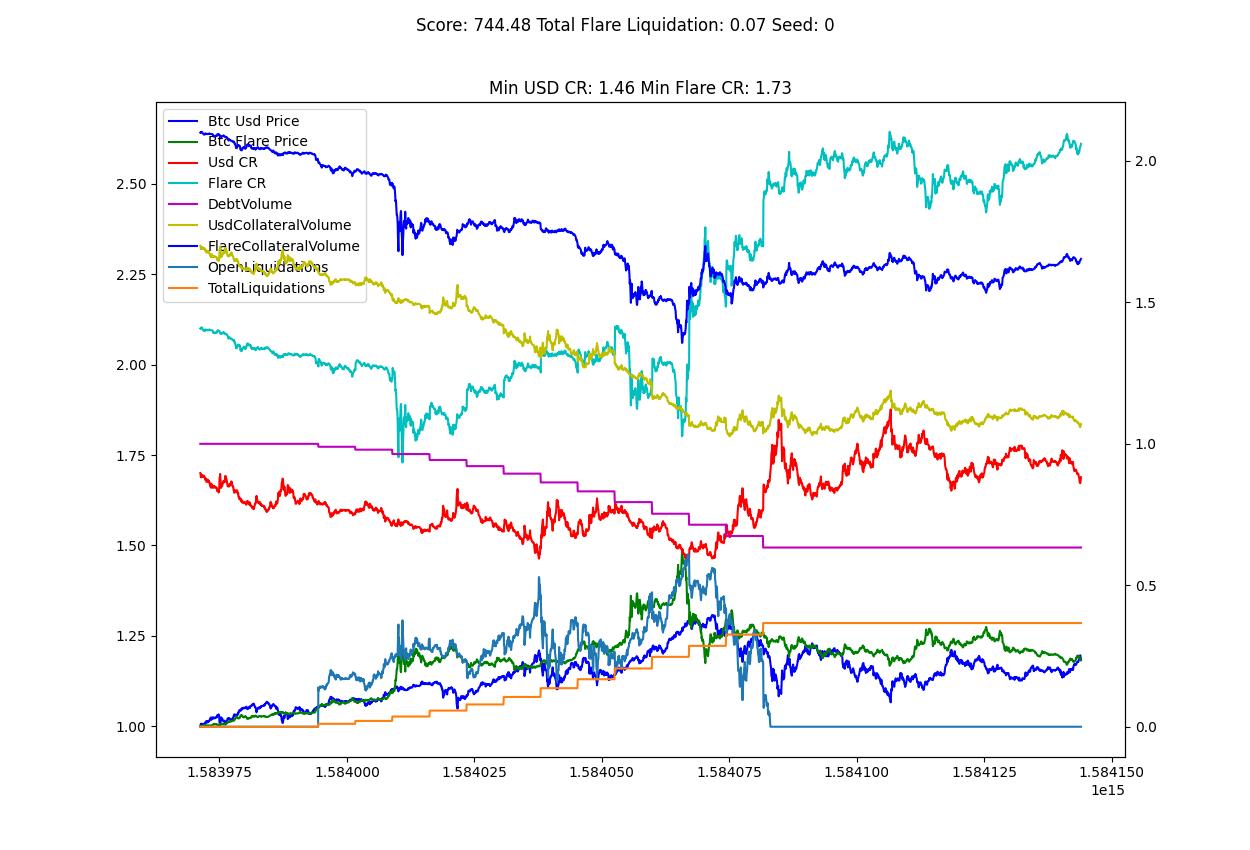 Score: 744.48 Total Flare Liquidation: 0.07 Seed: 0
Min USD CR: 1.46 Min Flare CR: 1.73
Btc Usd Price
Btc Flare Price
Usd CR
Flare CR
DebtVolume
UsdCollateralVolume
FlareCollateralVolume
OpenLiquidations
TotalLiquidations
2.50
2.25
2.00
1.75
1.50
1.25
1.00
2.0
1.5
1.0
0.5
0.0
1.583975 1.584000 1.584025 1.584050 1.584075 1.584100 1.584125 1.584150
1e15